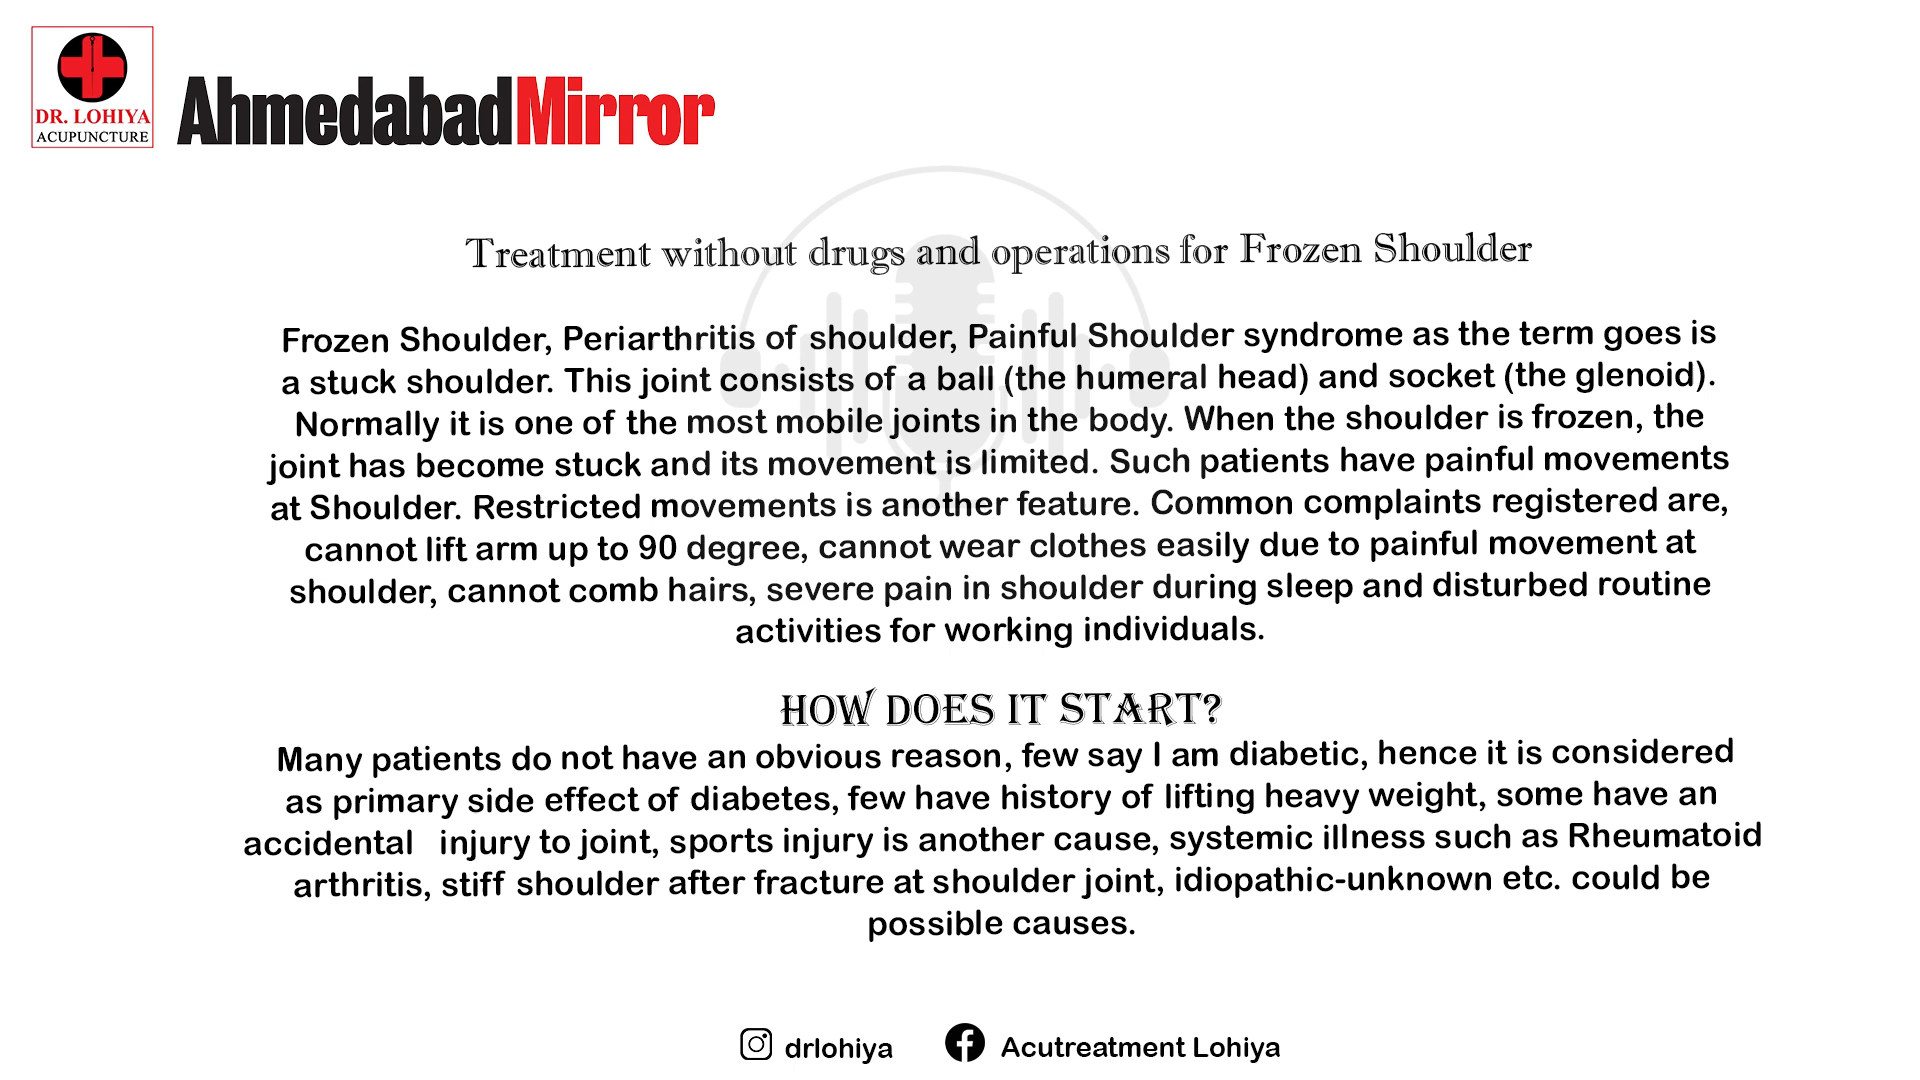 DR. LOHIYA
ACUPUNCTURE
AhmedabadMirror
Treatment without drugs and operations for Frozen Shoulder
Frozen Shoulder, Periarthritis of shoulder, Painful Shoulder syndrome as the term goes is
a stuck shoulder. This joint consists of a ball (the humeral head) and socket (the glenoid).
Normally it is one of the most mobile joints in the body. When the shoulder is frozen, the
joint has become stuck and its movement is limited. Such patients have painful movements
at Shoulder. Restricted movements is another feature. Common complaints registered are,
cannot lift arm up to 90 degree, cannot wear clothes easily due to painful movement at
shoulder, cannot comb hairs, severe pain in shoulder during sleep and disturbed routine
activities for working individuals.
HOW DOES IT START?
Many patients do not have an obvious reason, few say I am diabetic, hence it is considered
as primary side effect of diabetes, few have history of lifting heavy weight, some have an
accidental injury to joint, sports injury is another cause, systemic illness such as Rheumatoid
arthritis, stiff shoulder after fracture at shoulder joint, idiopathic-unknown etc. could be
possible causes.
drlohiya
Acutreatment Lohiya